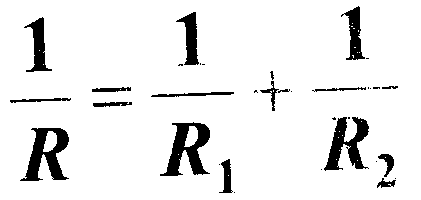 1/R = 1/R₁ + 1/R₂